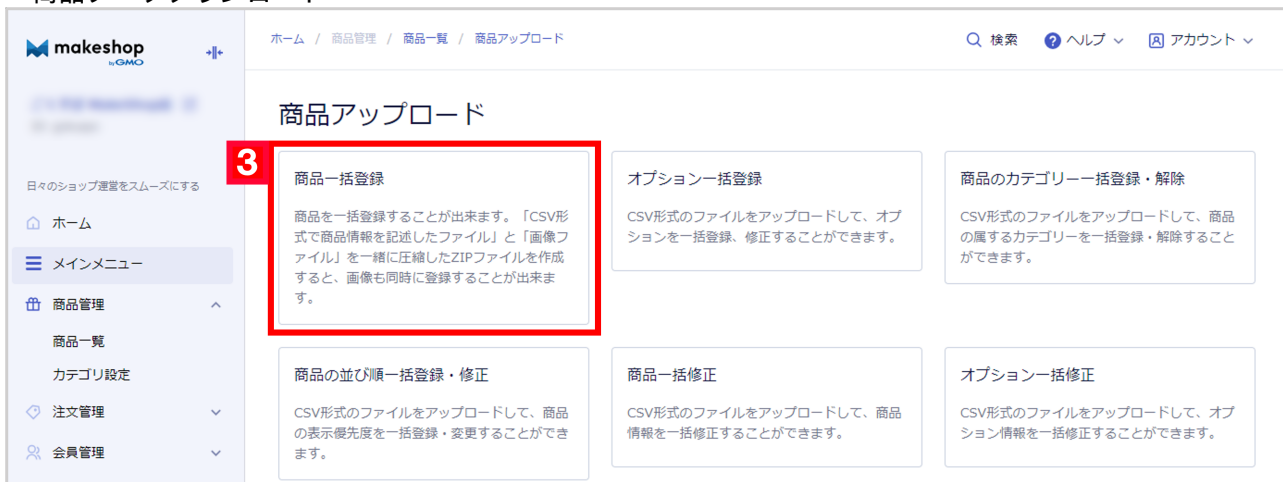 makeshop
by GMO
ホーム / 商品管理 / 商品一覧 / 商品アップロード
検索
ヘルプ
アカウント
商品アップロード
3
日々のショップ運営をスムーズにする
ホーム
メインメニュー
商品管理
商品一覧
カテゴリ設定
注文管理
会員管理
商品一括登録
商品を一括登録することが出来ます。「CSV形
式で商品情報を記述したファイル」と「画像フ
ァイル」を一緒に圧縮したZIPファイルを作成
すると、画像も同時に登録することが出来ま
す。
オプション一括登録
CSV形式のファイルをアップロードして、オプ
ションを一括登録、修正することができます。
商品のカテゴリー一括登録・解除
CSV形式のファイルをアップロードして、商品
の属するカテゴリーを一括登録・解除すること
ができます。
商品の並び順一括登録・修正
CSV形式のファイルをアップロードして、商品
の表示優先度を一括登録・変更することができ
ます。
商品一括修正
CSV形式のファイルをアップロードして、商品
情報を一括修正することができます。
オプション一括修正
CSV形式のファイルをアップロードして、オプ
ション情報を一括修正することができます。